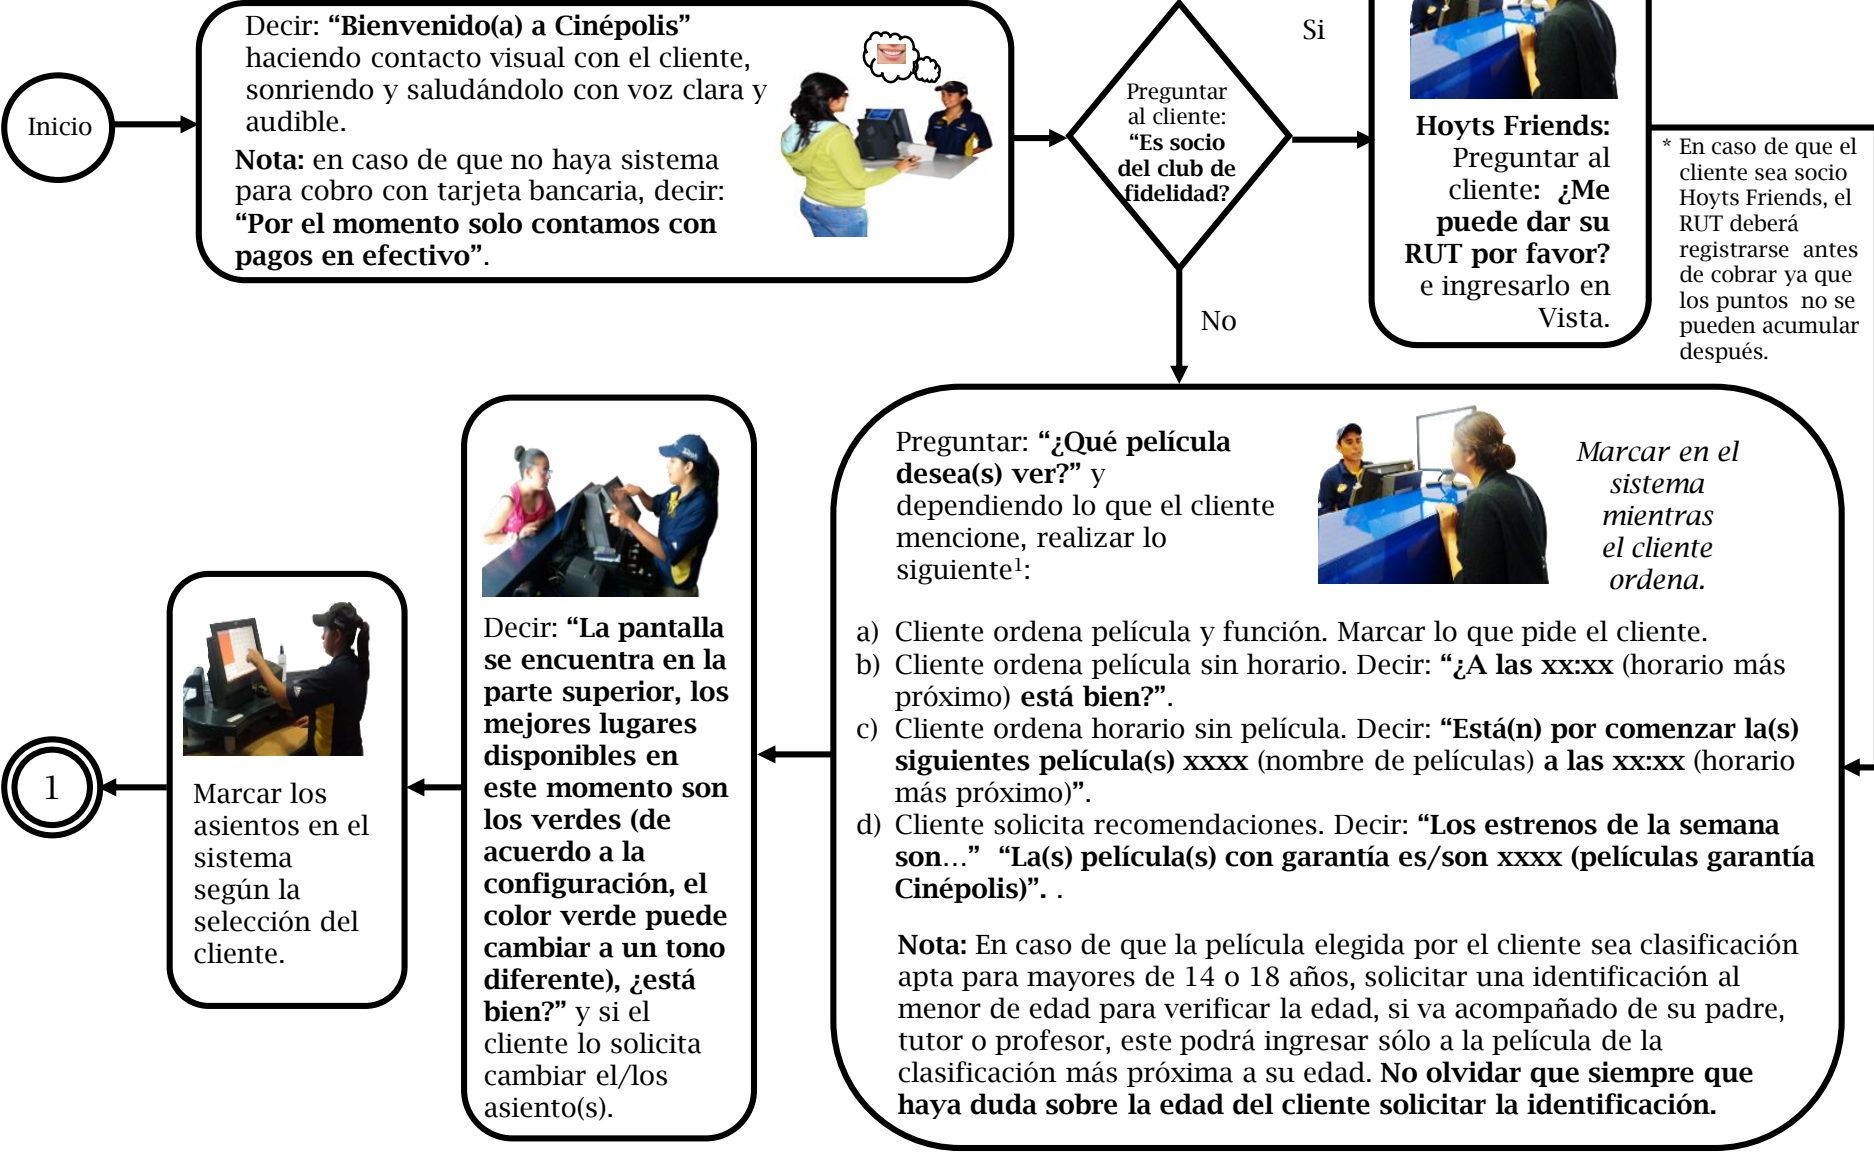 Inicio
Decir: “Bienvenido(a) a Cinépolis”
haciendo contacto visual con el cliente,
sonriendo y saludándolo con voz clara y
audible.
Nota: en caso de que no haya sistema
para cobro con tarjeta bancaria, decir:
“Por el momento solo contamos con
pagos en efectivo”.
Preguntar
al cliente:
“Es socio
del club de
fidelidad?
Si
No
Hoyts Friends:
Preguntar al
cliente: ¿Me
puede dar su
RUT por favor?
e ingresarlo en
Vista.
* En caso de que el
cliente sea socio
Hoyts Friends, el
RUT deberá
registrarse antes
de cobrar ya que
los puntos no se
pueden acumular
después.
Preguntar: “¿Qué película
desea(s) ver?” y
dependiendo lo que el cliente
mencione, realizar lo
siguiente¹:
Marcar en el
sistema
mientras
el cliente
ordena.
a) Cliente ordena película y función. Marcar lo que pide el cliente.
b) Cliente ordena película sin horario. Decir: “¿A las xx:xx (horario más
próximo) está bien?”.
c) Cliente ordena horario sin película. Decir: “Está(n) por comenzar la(s)
siguientes película(s) xxxx (nombre de películas) a las xx:xx (horario
más próximo)”.
d) Cliente solicita recomendaciones. Decir: “Los estrenos de la semana
son…” “La(s) película(s) con garantía es/son xxxx (películas garantía
Cinépolis)”. .
Nota: En caso de que la película elegida por el cliente sea clasificación
apta para mayores de 14 o 18 años, solicitar una identificación al
menor de edad para verificar la edad, si va acompañado de su padre,
tutor o profesor, este podrá ingresar sólo a la película de la
clasificación más próxima a su edad. No olvidar que siempre que
haya duda sobre la edad del cliente solicitar la identificación.
Decir: “La pantalla
se encuentra en la
parte superior, los
mejores lugares
disponibles en
este momento son
los verdes (de
acuerdo a la
configuración, el
color verde puede
cambiar a un tono
diferente), ¿está
bien?” y si el
cliente lo solicita
cambiar el/los
asiento(s).
Marcar los
asientos en el
sistema
según la
selección del
cliente.
1